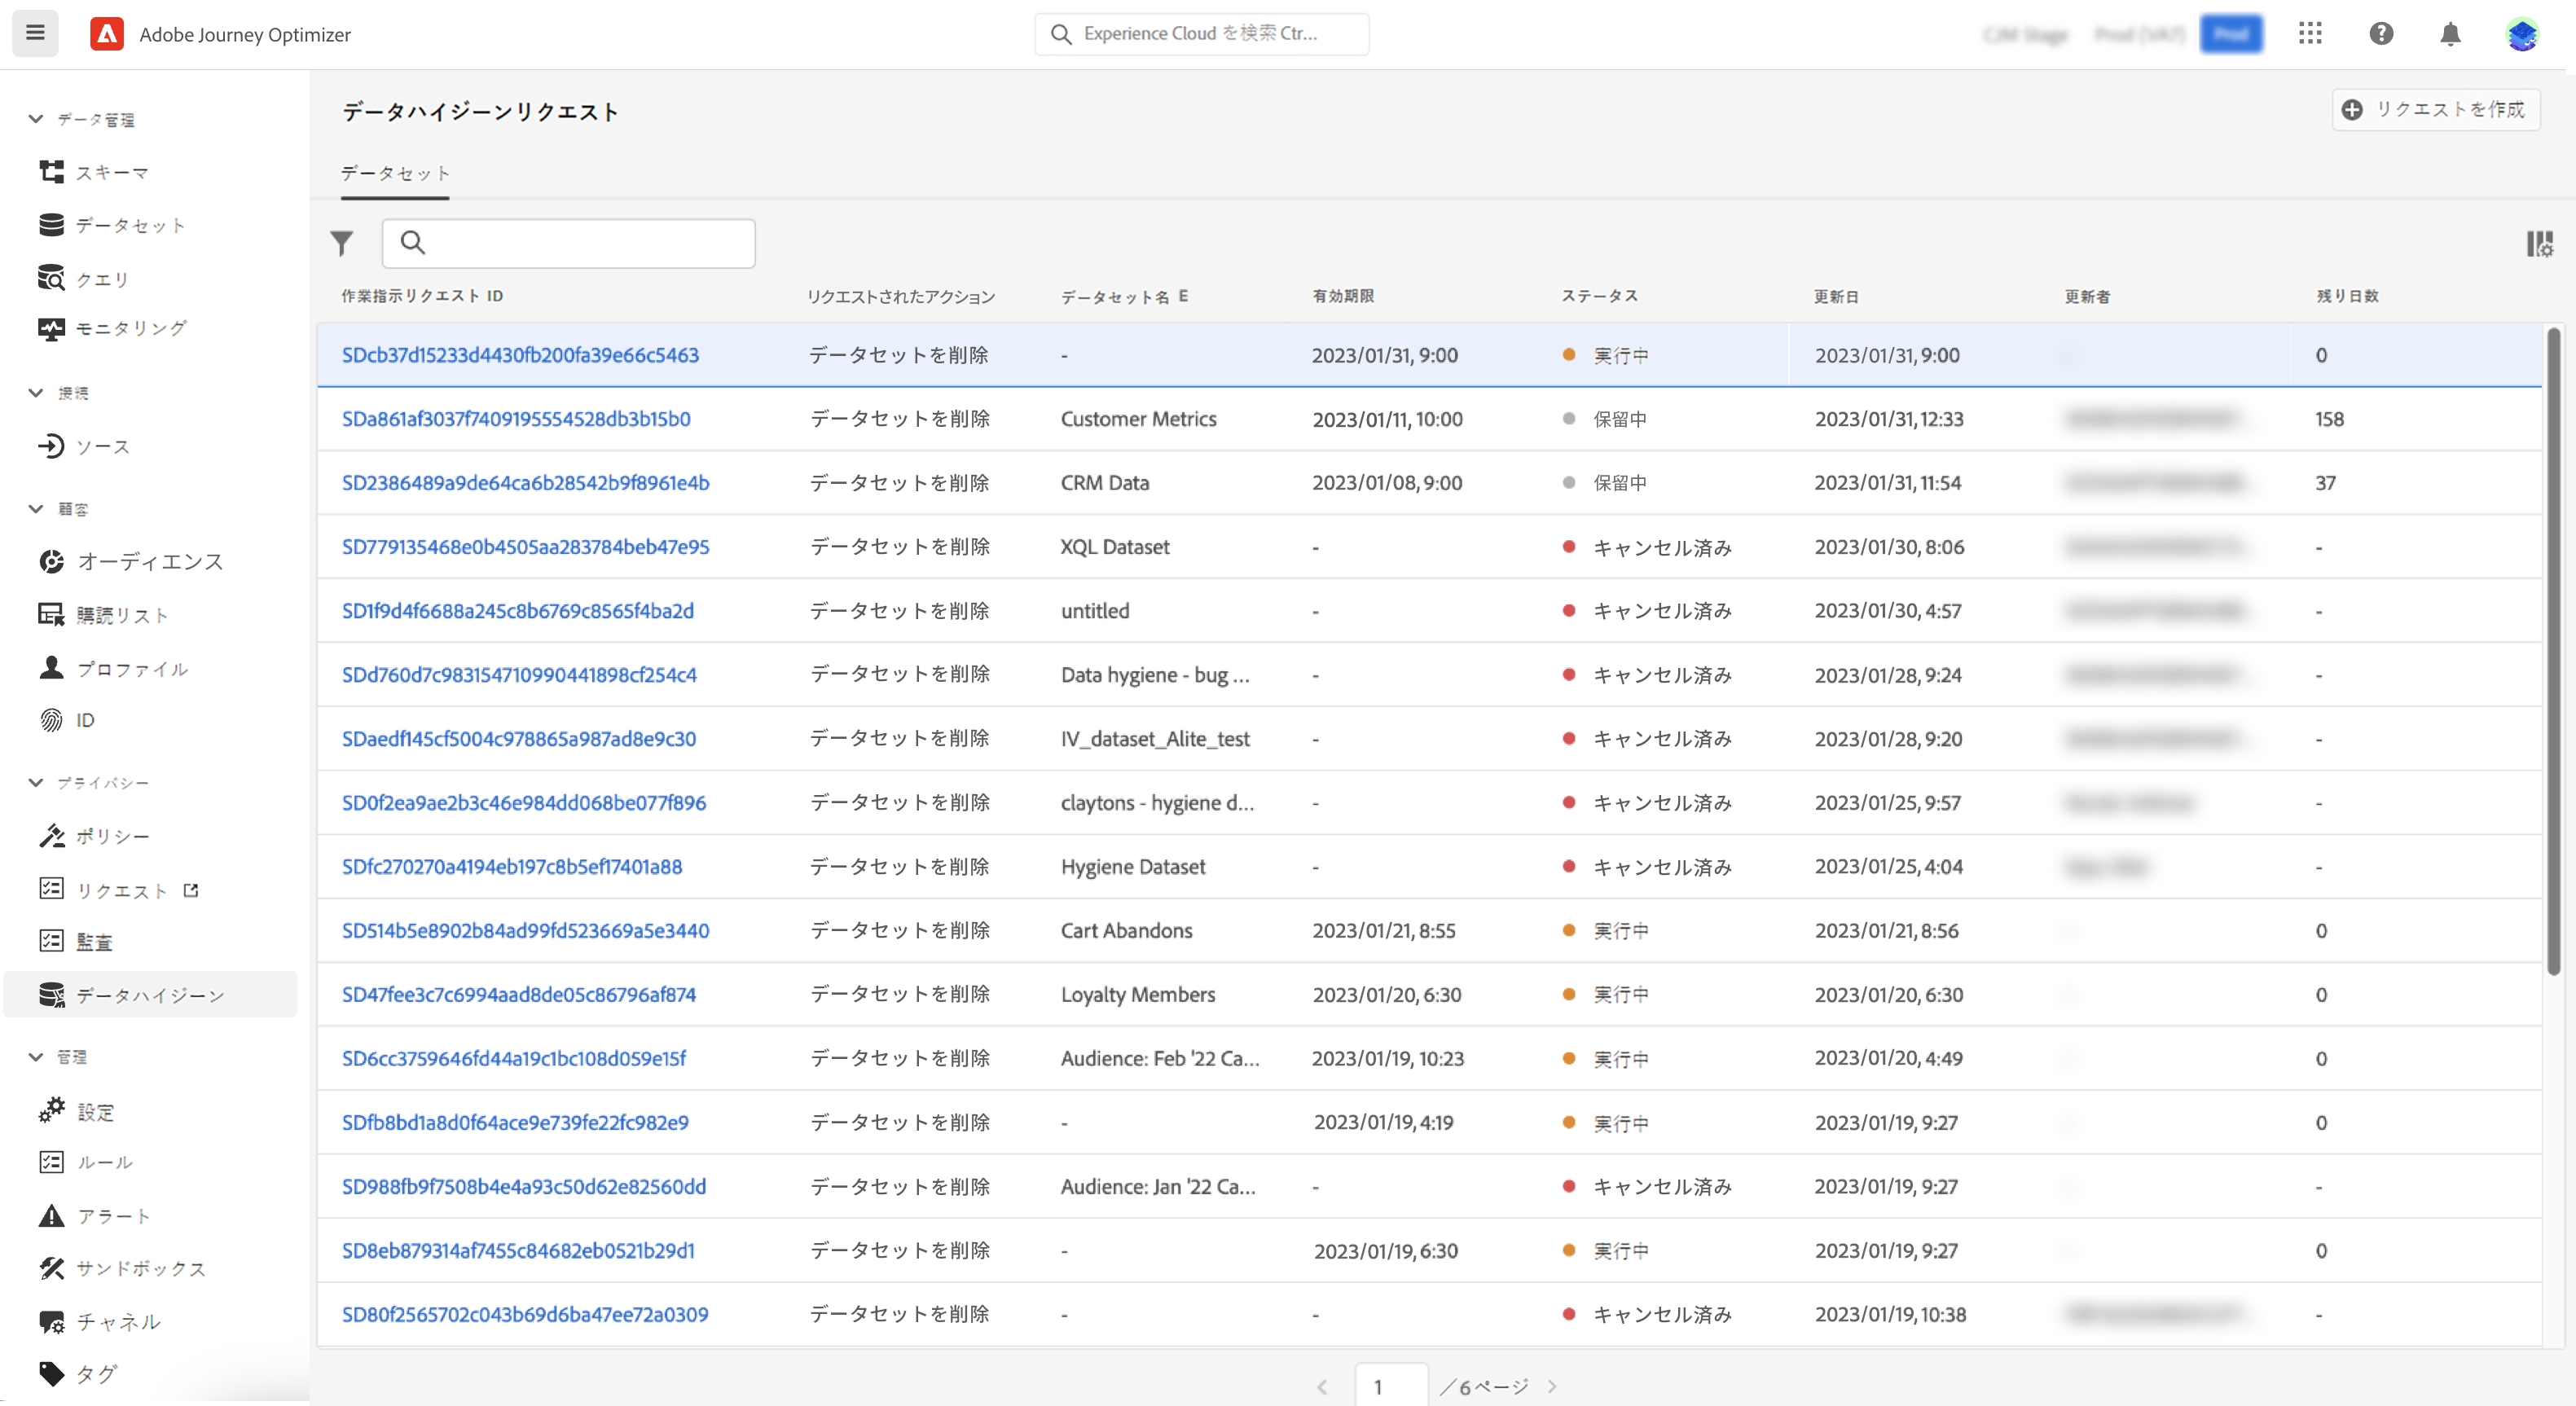 Adobe Journey Optimizer
Experience Cloud を検索 Ctr...
Prod
データ管理
スキーマ
データセット
クエリ
モニタリング
接続
ソース
顧客
オーディエンス
購読リスト
プロファイル
ID
プライバシー
ポリシー
リクエスト
監査
データハイジーン
管理
設定
ルール
アラート
サンドボックス
チャネル
タグ
データハイジーンリクエスト
リクエストを作成
データセット
作業指示リクエスト ID リクエストされたアクション データセット名 E 有効期限 ステータス 更新日 更新者 残り日数
SDcb37d15233d4430fb200fa39e66c5463 データセットを削除 - 2023/01/31, 9:00 実行中 2023/01/31, 9:00 0
SDa861af3037f7409195554528db3b15b0 データセットを削除 Customer Metrics 2023/01/11, 10:00 保留中 2023/01/31, 12:33 158
SD2386489a9de64ca6b28542b9f8961e4b データセットを削除 CRM Data 2023/01/08, 9:00 保留中 2023/01/31, 11:54 37
SD779135468e0b4505aa283784beb47e95 データセットを削除 XQL Dataset - キャンセル済み 2023/01/30, 8:06 -
SD1f9d4f6688a245c8b6769c8565f4ba2d データセットを削除 untitled - キャンセル済み 2023/01/30, 4:57 -
SDd760d7c983154710990441898cf254c4 データセットを削除 Data hygiene - bug ... - キャンセル済み 2023/01/28, 9:24 -
SDaedf145cf5004c978865a987ad8e9c30 データセットを削除 IV_dataset_Alite_test - キャンセル済み 2023/01/28, 9:20 -
SD0f2ea9ae2b3c46e984dd068be077f896 データセットを削除 claytons - hygiene d... - キャンセル済み 2023/01/25, 9:57 -
SDfc270270a4194eb197c8b5ef17401a88 データセットを削除 Hygiene Dataset - キャンセル済み 2023/01/25, 4:04 -
SD514b5e8902b84ad99fd523669a5e3440 データセットを削除 Cart Abandons 2023/01/21, 8:55 実行中 2023/01/21, 8:56 0
SD47fee3c7c6994aad8de05c86796af874 データセットを削除 Loyalty Members 2023/01/20, 6:30 実行中 2023/01/20, 6:30 0
SD6cc3759646fd44a19c1bc108d059e15f データセットを削除 Audience: Feb '22 Ca... 2023/01/19, 10:23 実行中 2023/01/20, 4:49 0
SDfb8bd1a8d0f64ace9e739fe22fc982e9 データセットを削除 - 2023/01/19, 4:19 実行中 2023/01/19, 9:27 0
SD988fb9f7508b4e4a93c50d62e82560dd データセットを削除 Audience: Jan '22 Ca... - キャンセル済み 2023/01/19, 9:27 -
SD8eb879314af7455c84682eb0521b29d1 データセットを削除 - 2023/01/19, 6:30 実行中 2023/01/19, 9:27 0
SD80f2565702c043b69d6ba47ee72a0309 データセットを削除 - - キャンセル済み 2023/01/19, 10:38 -
1 ／6ページ